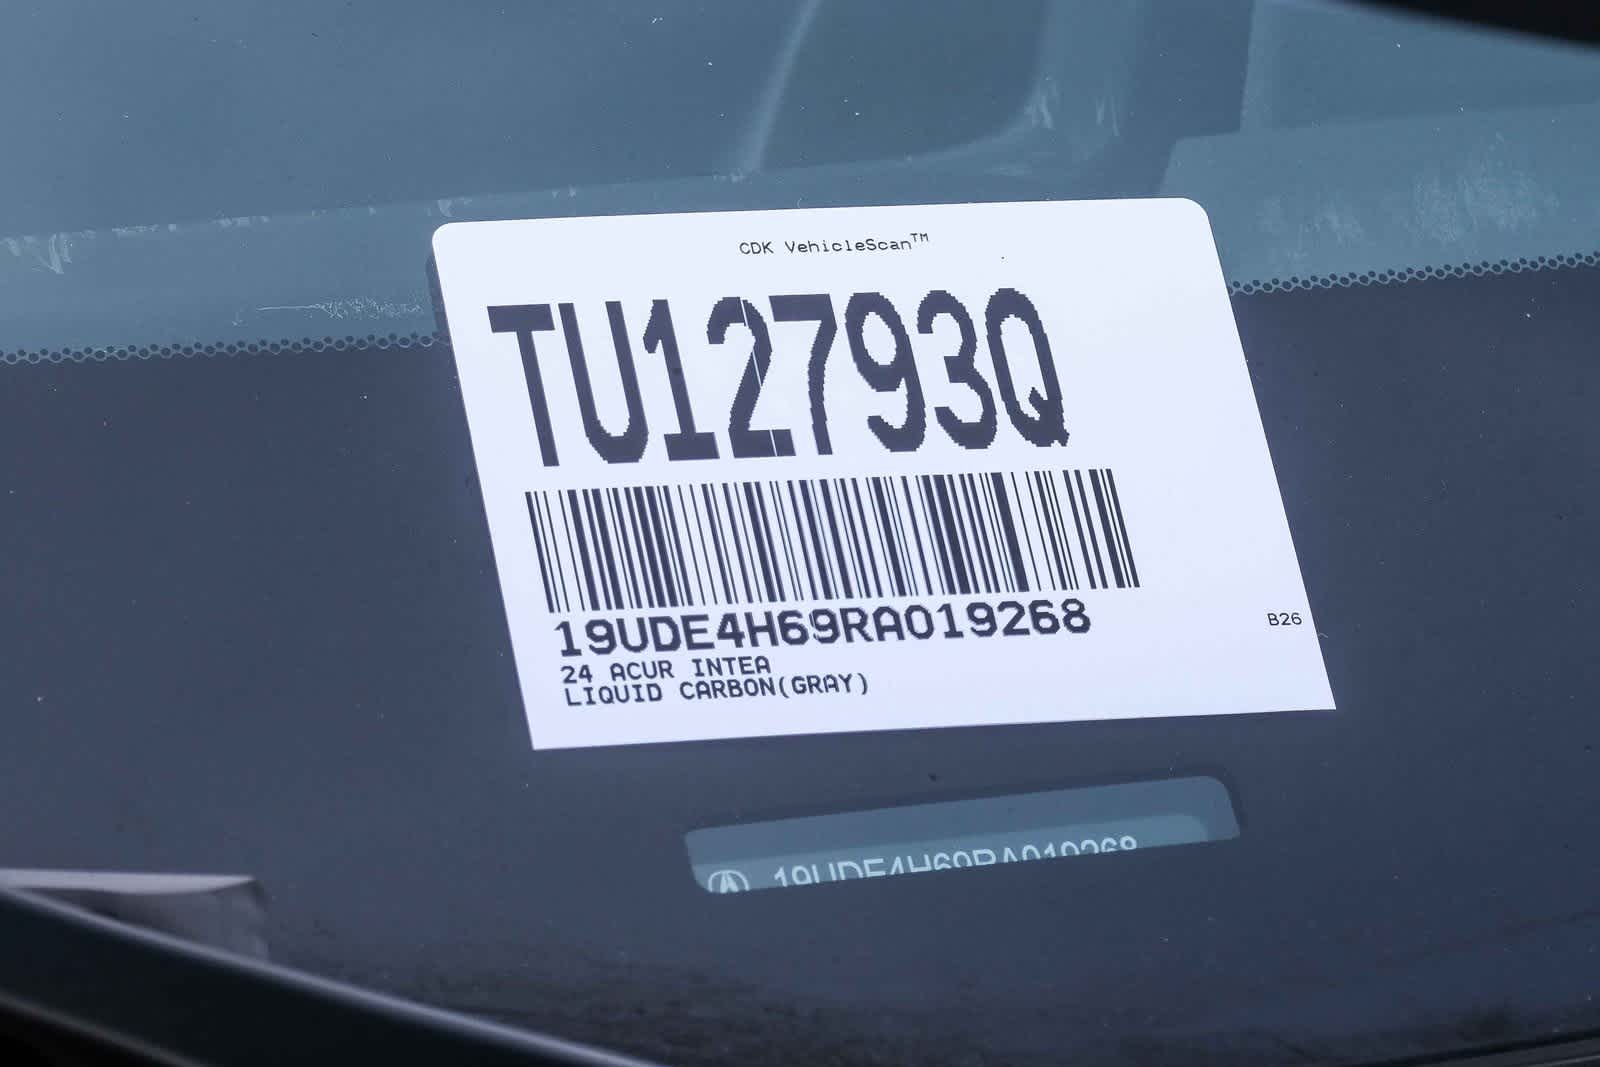 CDK VehicleScan™
TU12793Q
19UDE4H69RA019268
B26
24 ACUR INTEA
LIQUID CARBON(GRAY)
19UDE4H69RA019268